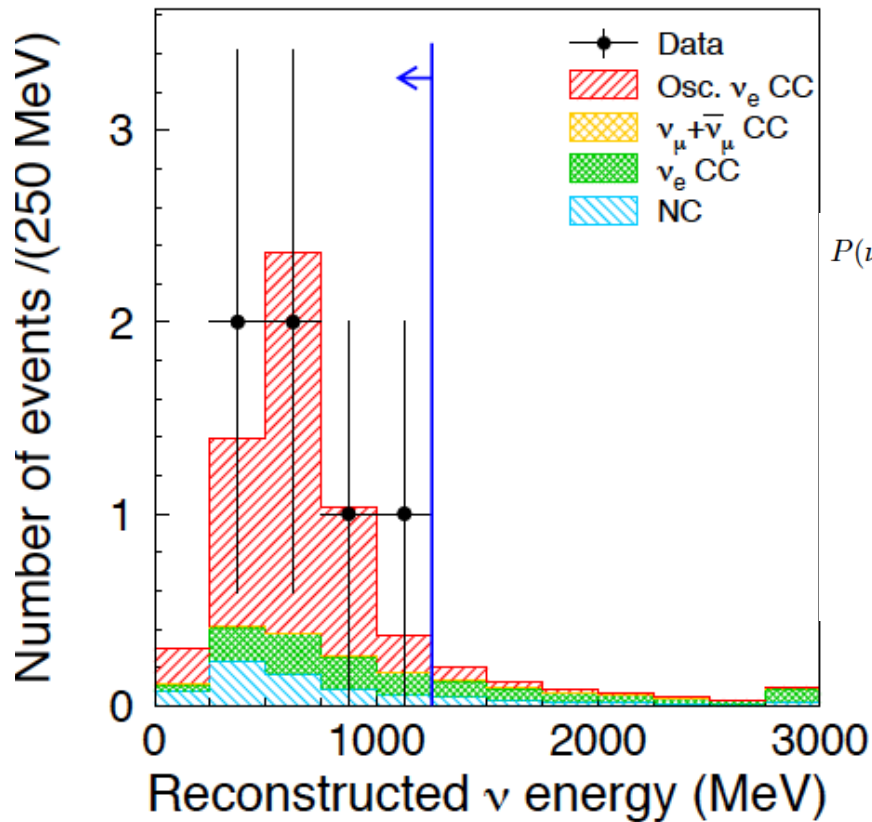 Number of events /(250 MeV)
3
2
1
0
Data
Osc. νe CC
νμ+ν̅μ CC
νe CC
NC
P(
0
1000
2000
3000
Reconstructed ν energy (MeV)